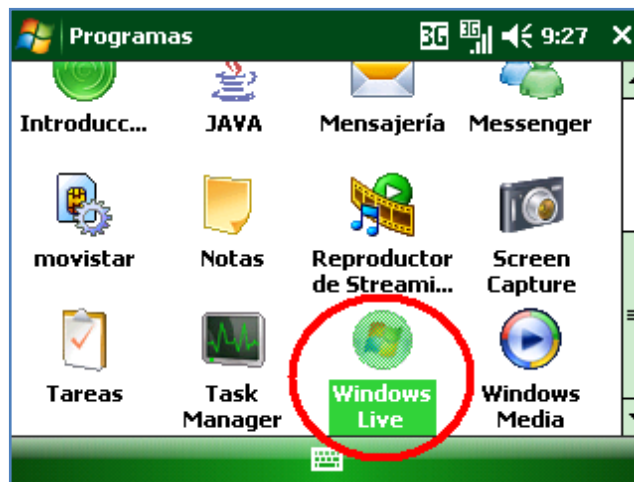 Programas 3G 3G 9:27
Introducc... JAVA Mensajería Messenger
movistar Notas Reproductor Screen
de Streami... Capture
Tareas Task Windows Windows
Manager Live Media